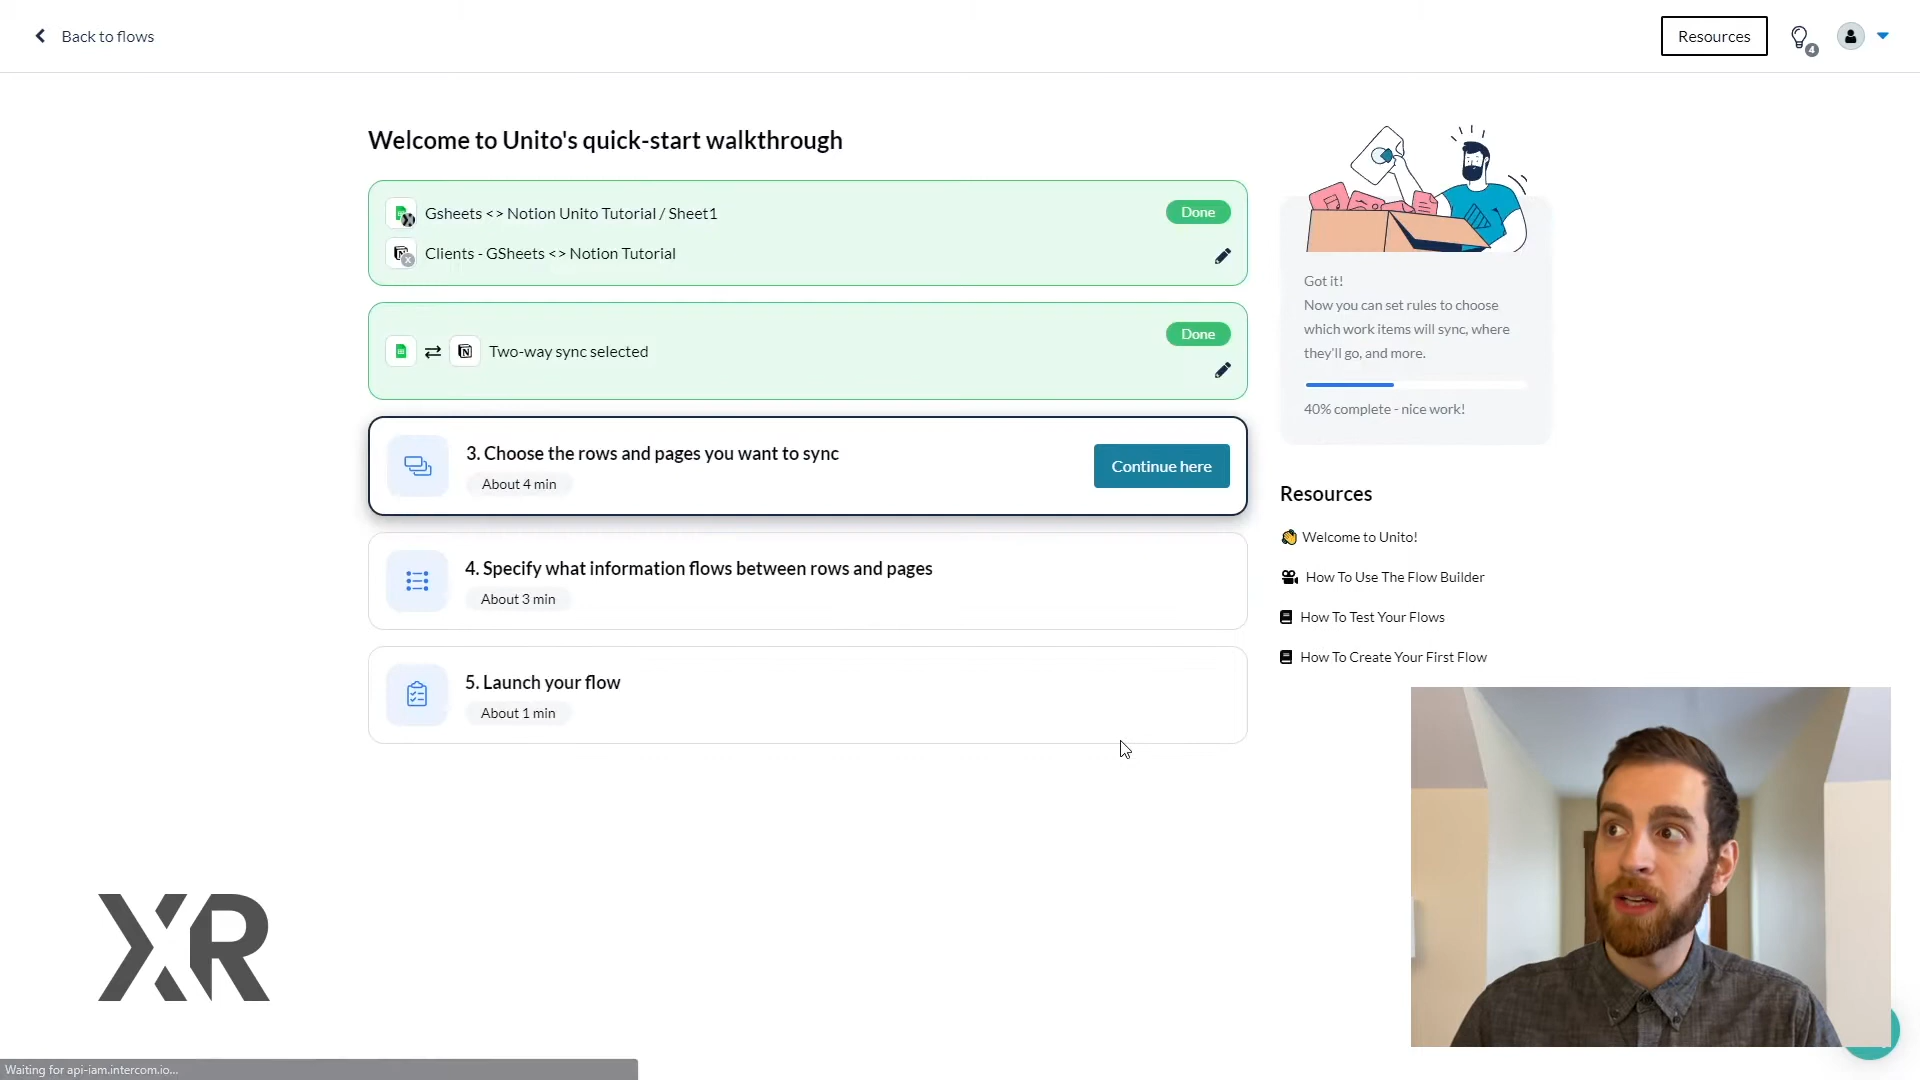 Back to flows
Resources
4
Welcome to Unito's quick-start walkthrough
Gsheets <> Notion Unito Tutorial / Sheet1
Done
Clients - GSheets <> Notion Tutorial
Two-way sync selected
Done
3. Choose the rows and pages you want to sync
About 4 min
Continue here
4. Specify what information flows between rows and pages
About 3 min
5. Launch your flow
About 1 min
Got it!
Now you can set rules to choose
which work items will sync, where
they'll go, and more.
40% complete - nice work!
Resources
Welcome to Unito!
How To Use The Flow Builder
How To Test Your Flows
How To Create Your First Flow
XR
Waiting for api-iam.intercom.io...